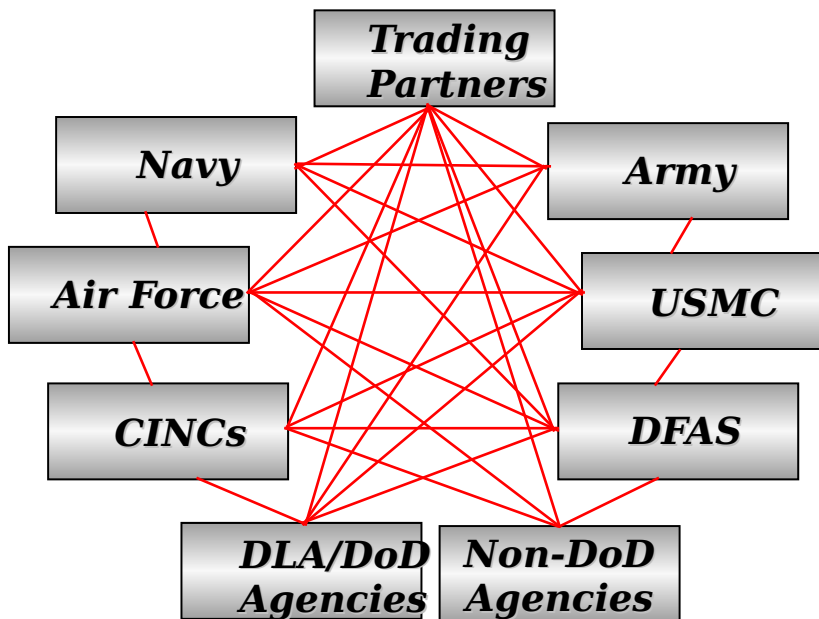 Trading
Partners
Navy
Army
Air Force
USMC
CINCs
DFAS
DLA/DoD
Agencies
Non-DoD
Agencies